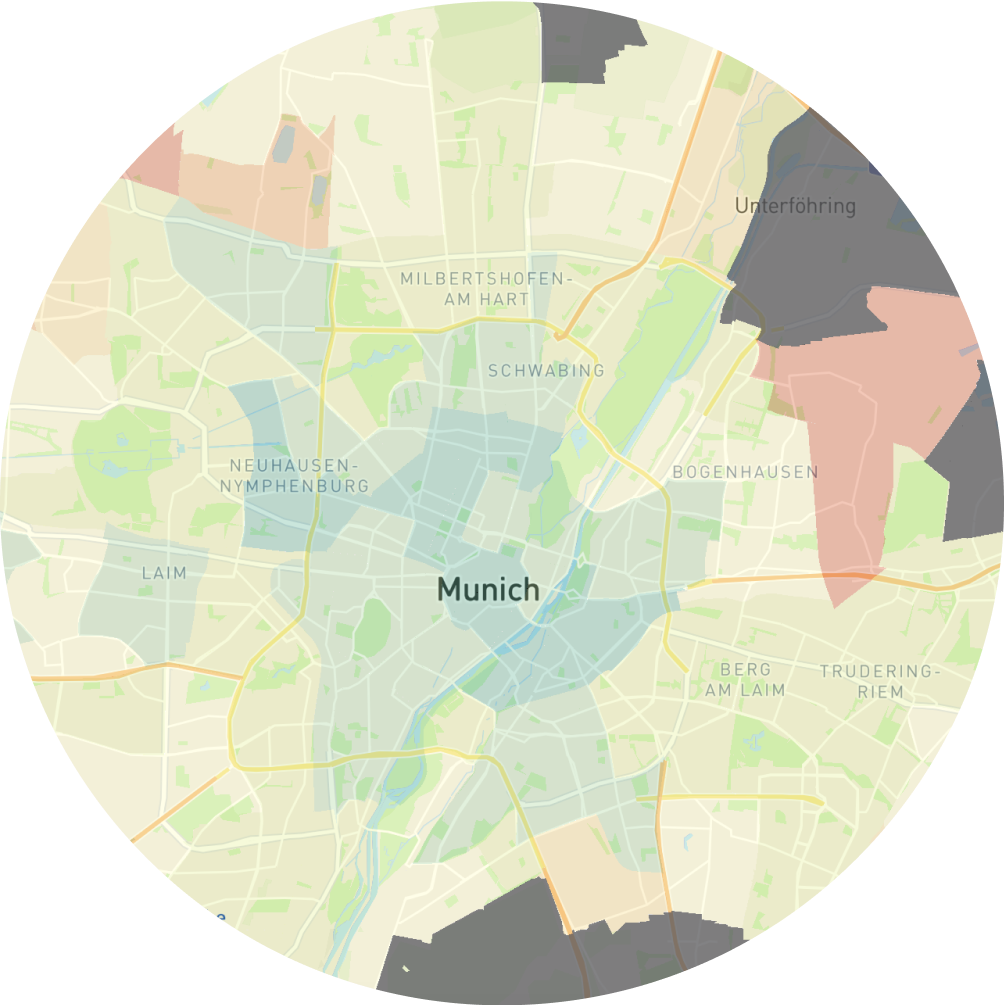 Unterföhring
MILBERTSHOFEN-
AM HART
SCHWABING
NEUHAUSEN-
NYMPHENBURG
BOGENHAUSEN
LAIM
Munich
BERG
AM LAIM
TRUDERING-
RIEM